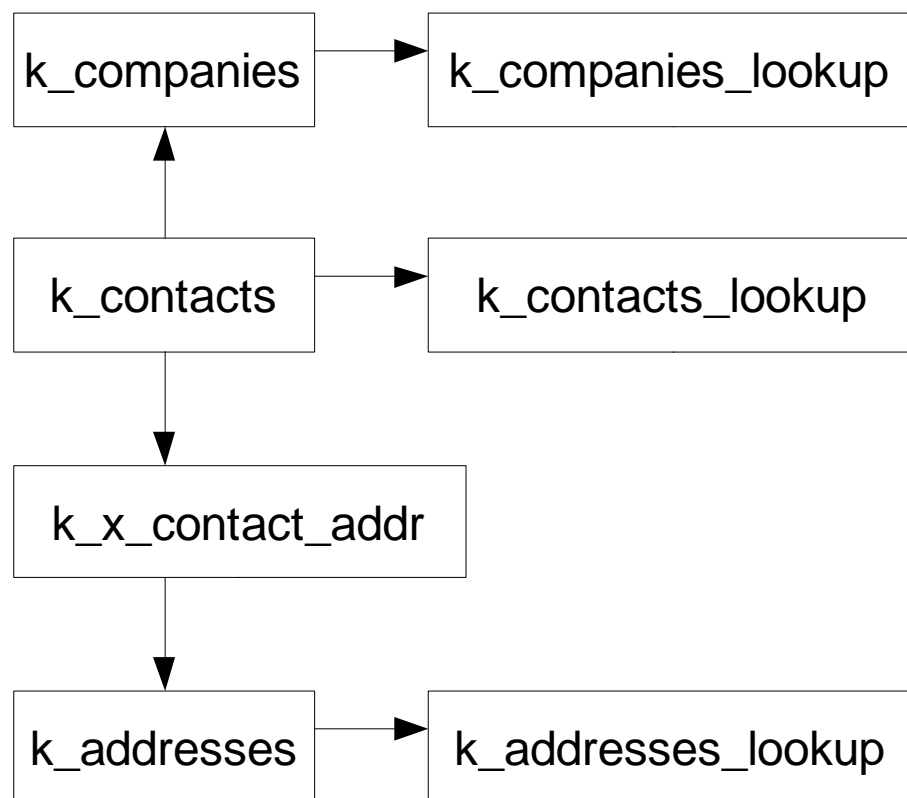 k_companies
k_companies_lookup
k_contacts
k_contacts_lookup
k_x_contact_addr
k_addresses
k_addresses_lookup